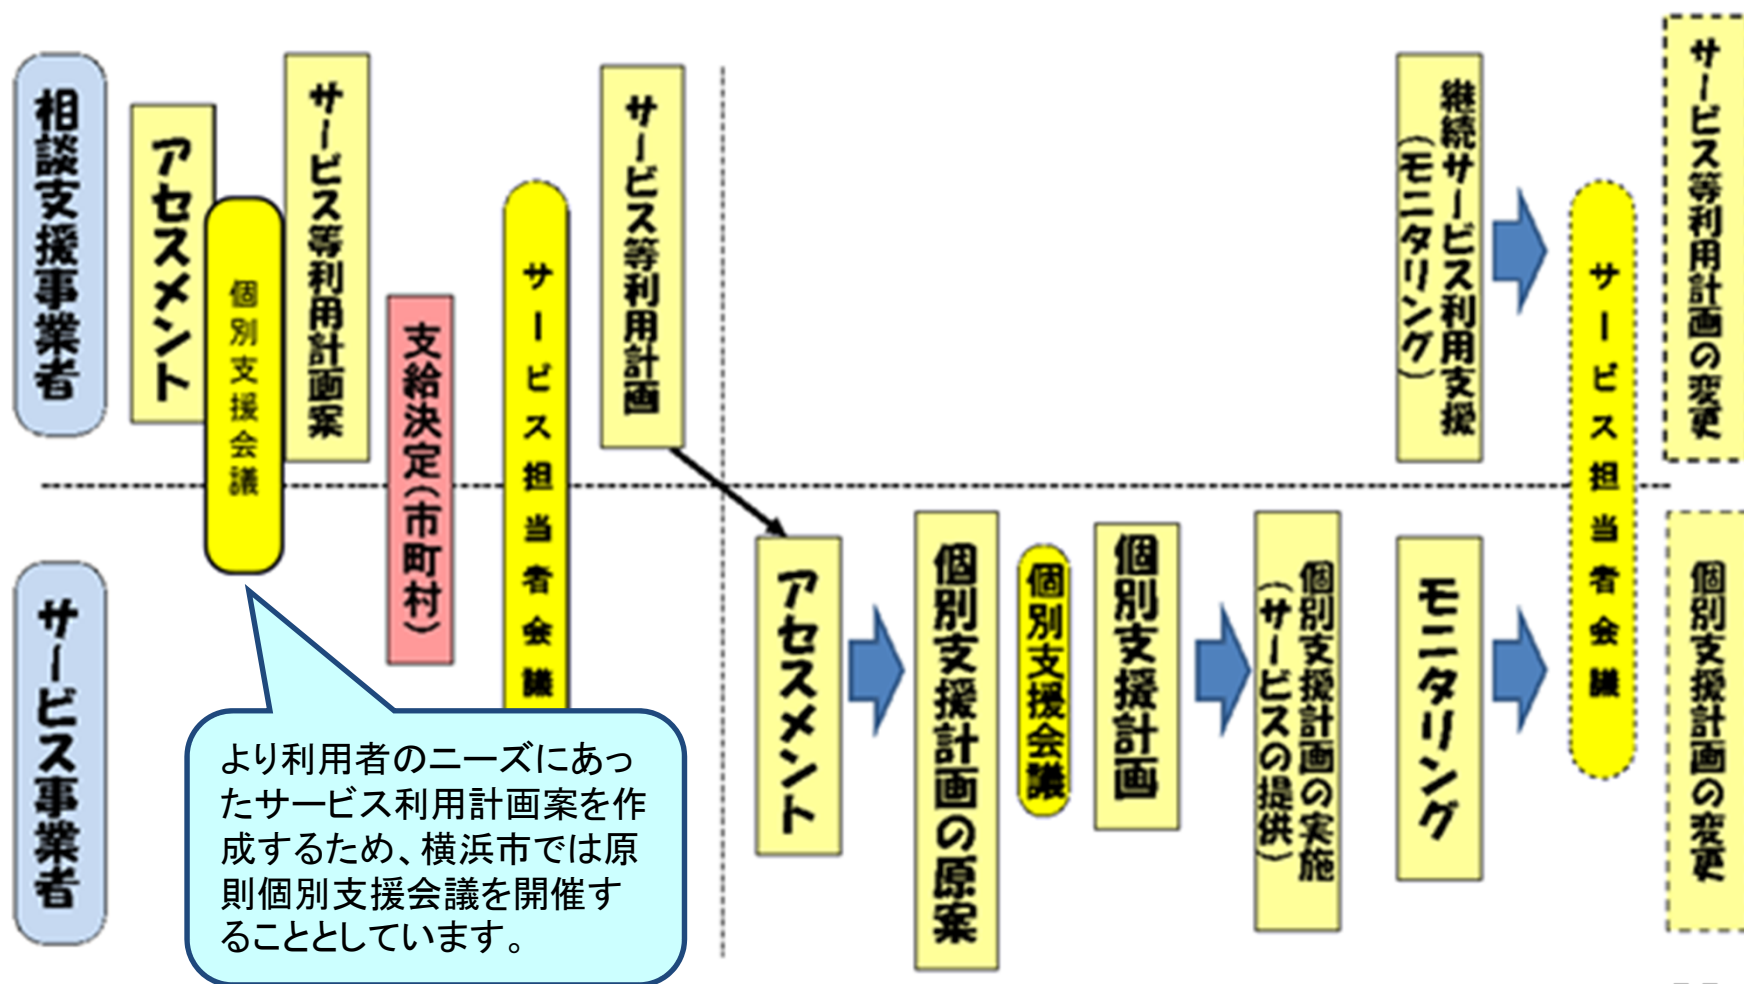 相談支援事業者
アセスメント
個別支援会議
サービス等利用計画案
支給決定(市町村)
サービス担当者会議
サービス等利用計画
継続サービス利用支援
(モニタリング)
サービス担当者会議
サービス等利用計画の変更
サービス事業者
より利用者のニーズにあっ
たサービス利用計画案を作
成するため、横浜市では原
則個別支援会議を開催す
ることとしています。
アセスメント
個別支援計画の原案
個別支援会議
個別支援計画
個別支援計画の実施
(サービスの提供)
モニタリング
個別支援計画の変更